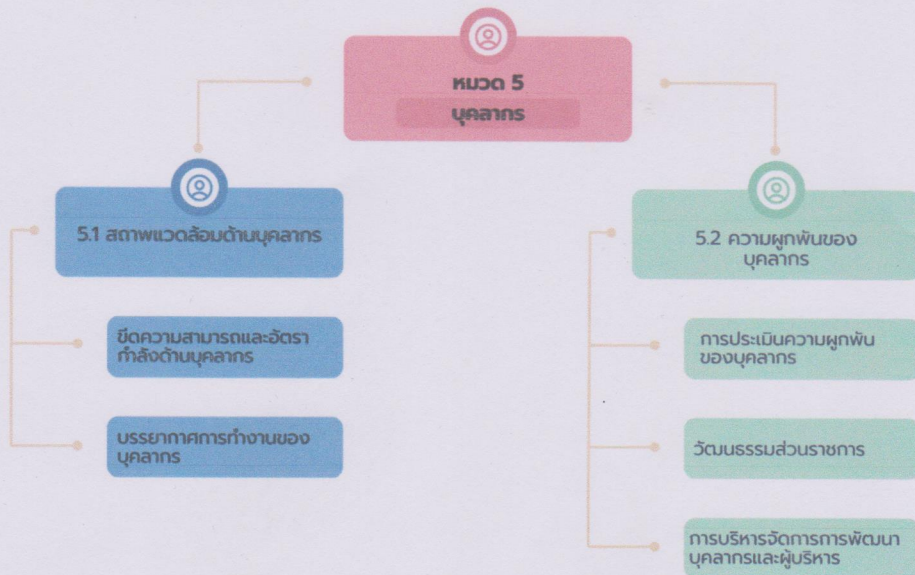 หมวด 5
บุคลากร
5.1 สภาพแวดล้อมด้านบุคลากร
ขีดความสามารถและอัตรา
กำลังด้านบุคลากร
บรรยากาศการทำงานของ
บุคลากร
5.2 ความผูกพันของ
บุคลากร
การประเมินความผูกพัน
ของบุคลากร
วัฒนธรรมส่วนราชการ
การบริหารจัดการการพัฒนา
บุคลากรและผู้บริหาร